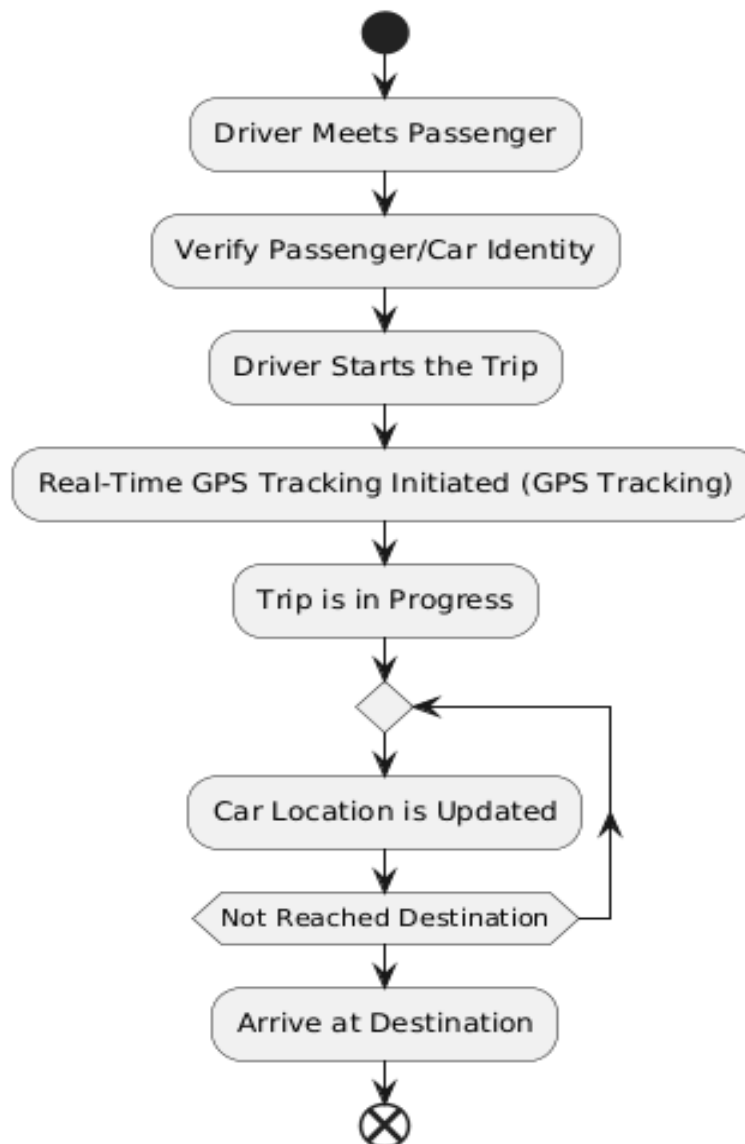 Driver Meets Passenger
Verify Passenger/Car Identity
Driver Starts the Trip
Real-Time GPS Tracking Initiated (GPS Tracking)
Trip is in Progress
Car Location is Updated
Not Reached Destination
Arrive at Destination